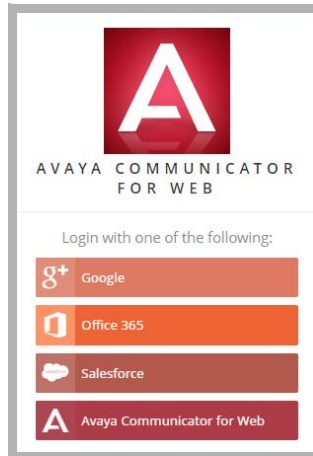 AVAYA COMMUNICATOR
FOR WEB
Login with one of the following:
g+ Google
Office 365
Salesforce
Avaya Communicator for Web